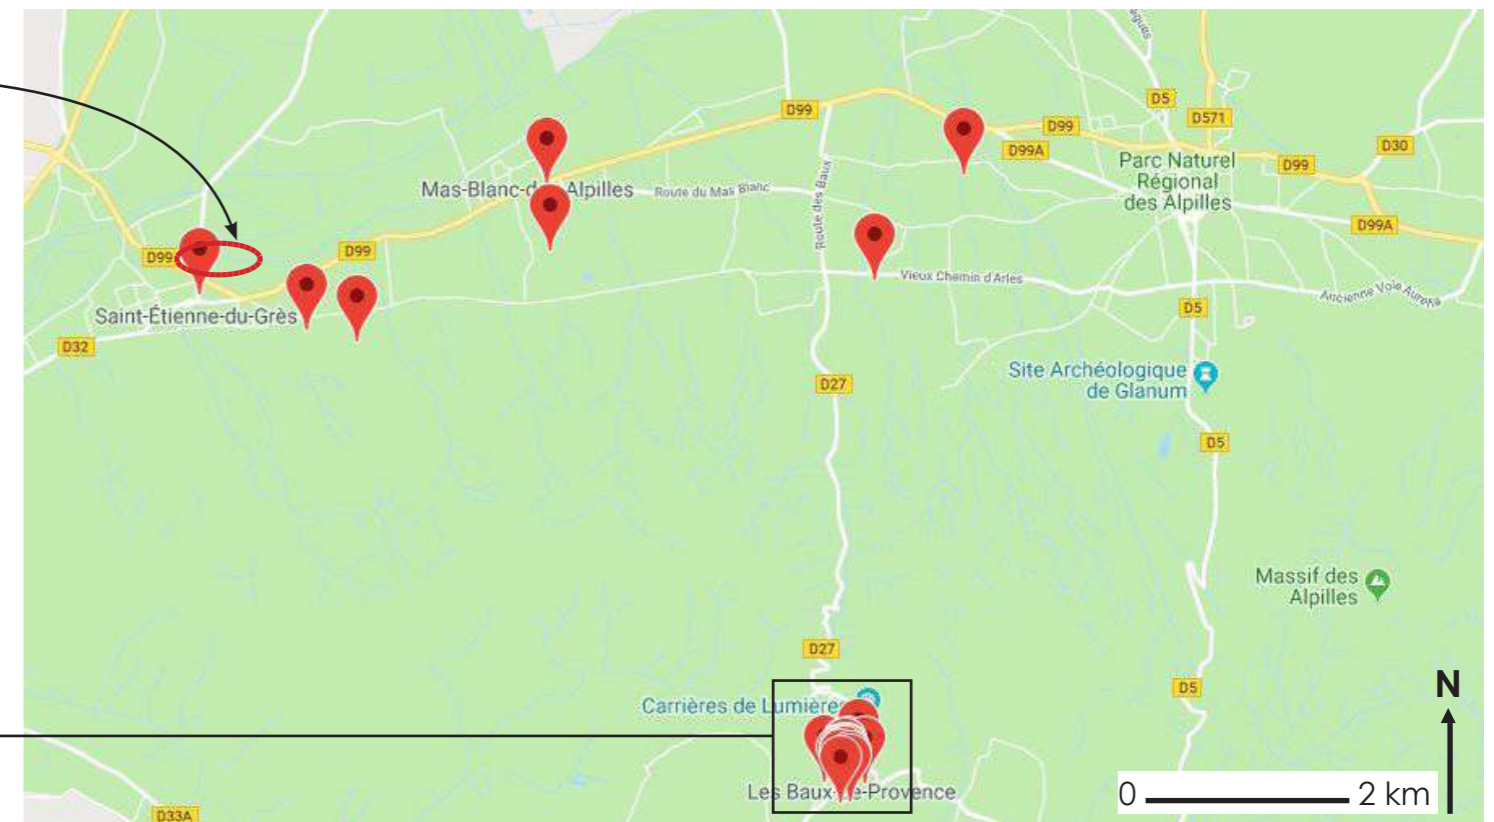 D99
D5
D571
D99
D99A
D30
D99
Parc Naturel
Régional
des Alpilles
Mas-Blanc-d
Alpilles
Route du Mas Blanc
Route des Baux
D99A
D99
D99
Vieux Chemin d'Arles
Ancienne Voie Aurelia
Saint-Étienne-du-Grès
D32
D5
Site Archéologique
de Glanum
D27
D5
Massif des
Alpilles
D27
Carrières de Lumière
D5
N
Les Baux-
e-Provence
0
2 km
D33A